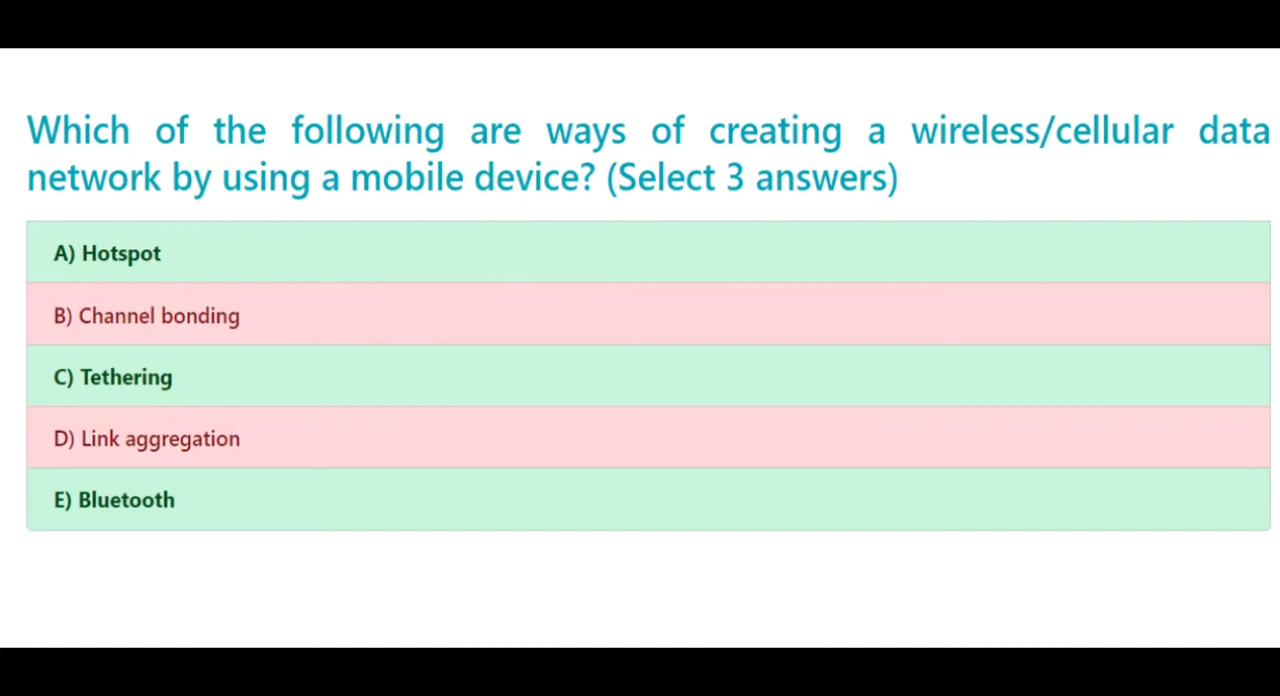 Which of the following are ways of creating a wireless/cellular data
network by using a mobile device? (Select 3 answers)
A) Hotspot
B) Channel bonding
C) Tethering
D) Link aggregation
E) Bluetooth